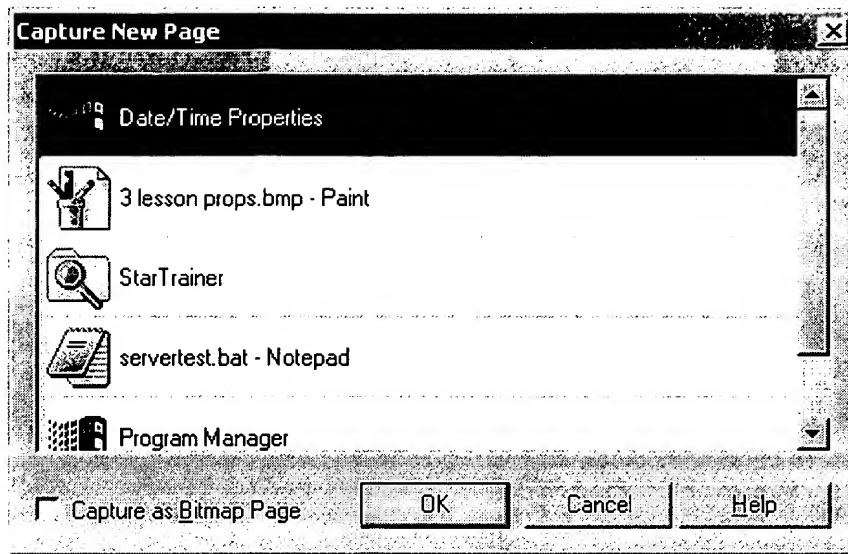 Capture New Page
Date/Time Properties
3 lesson props.bmp - Paint
StarTrainer
servertest.bat - Notepad
Program Manager
Capture as Bitmap Page
OK
Cancel
Help